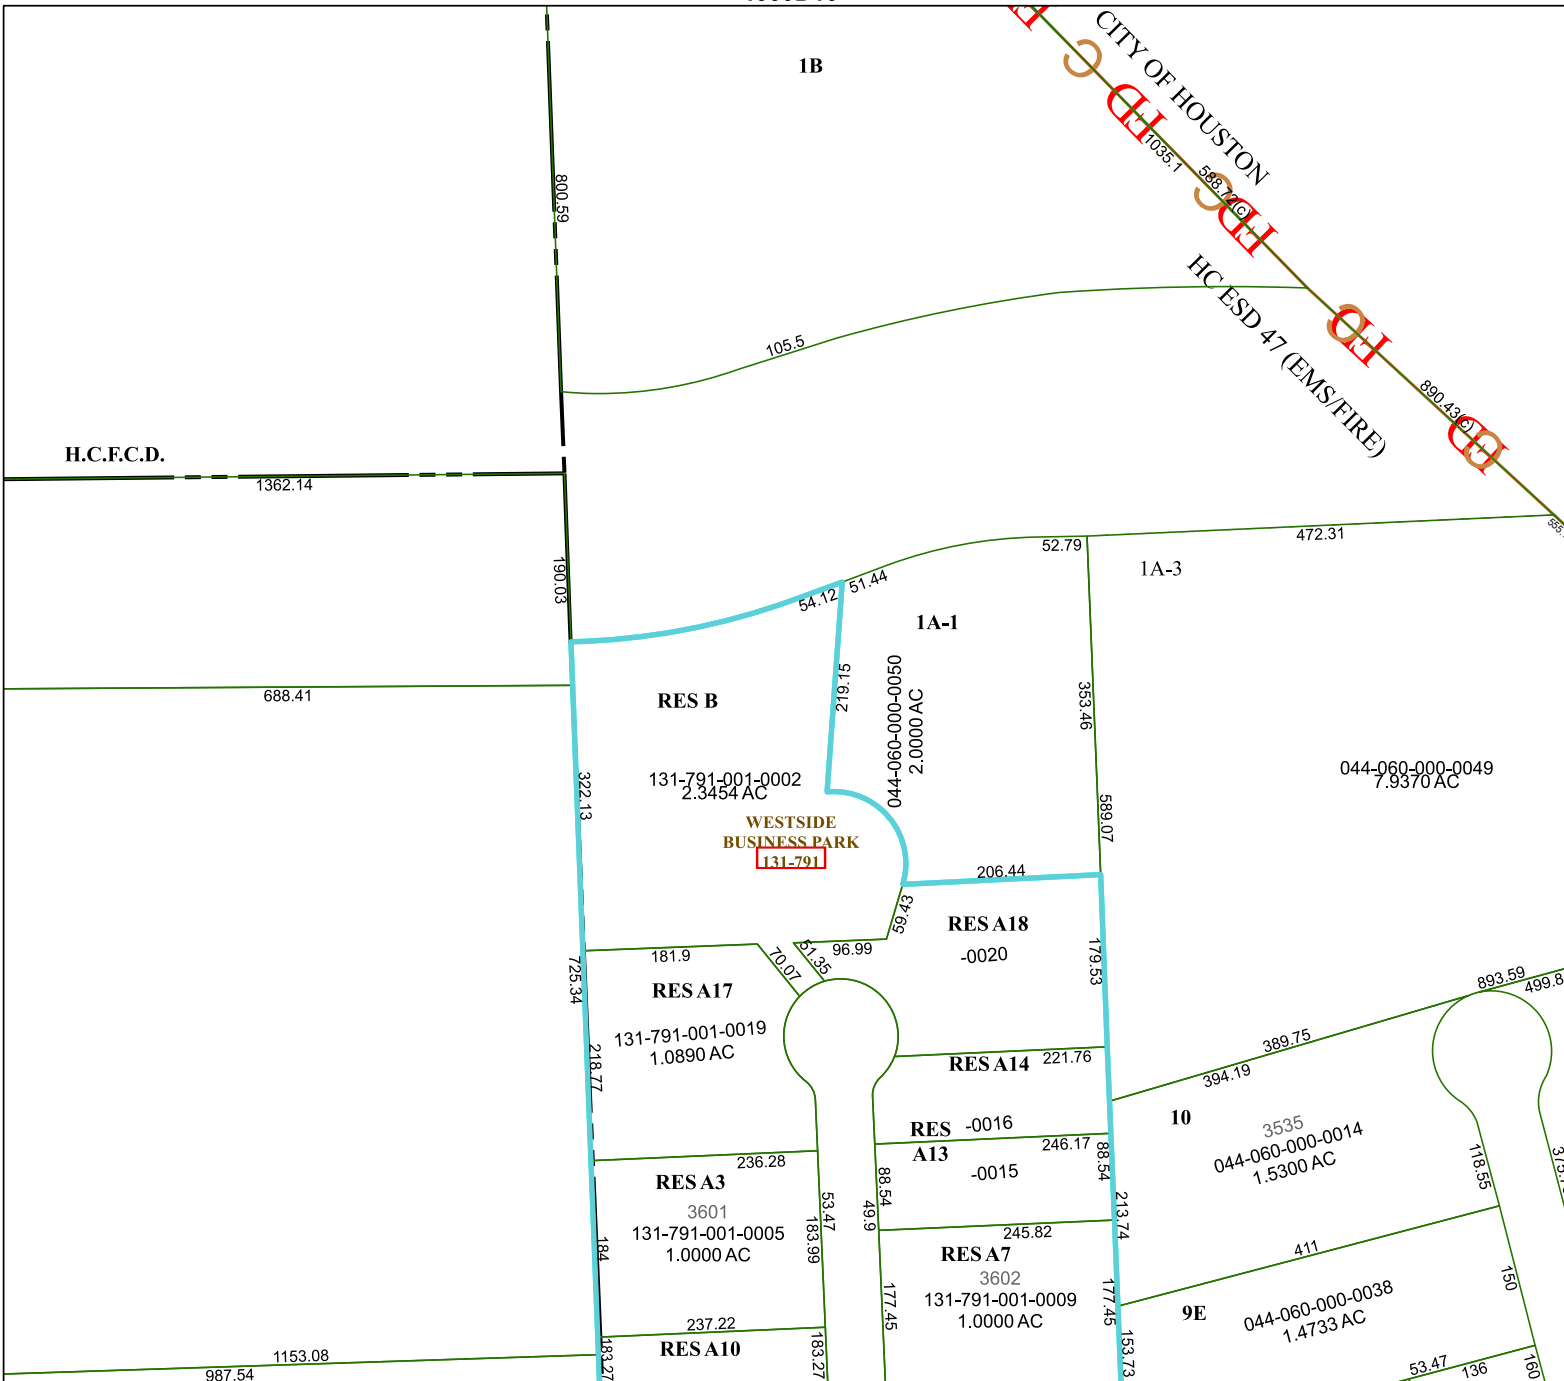 1B
CITY OF HOUSTON
1035.1
588.72(c)
800.59
HC ESD 47 (EMS/FIRE)
105.5
890.43(c)
H.C.F.C.D.
1362.14
190.03
52.79
472.31
1A-3
54.12
51.44
1A-1
688.41
RES B
219.15
044-060-000-0050
2.0000 AC
353.46
322.13
131-791-001-0002
2.3454 AC
044-060-000-0049
7.9370 AC
WESTSIDE
BUSINESS PARK
131-791
589.07
206.44
59.43
RES A18
-0020
181.9
70.07
51.35
96.99
179.53
725.34
RES A17
131-791-001-0019
1.0890 AC
893.59
499.8
389.75
394.19
218.77
221.76
RES A14
RES
-0016
A13
246.17
-0015
88.54
88.54
10
3535
044-060-000-0014
1.5300 AC
118.55
236.28
RES A3
3601
131-791-001-0005
1.0000 AC
53.47
183.99
49.9
245.82
213.74
RES A7
3602
131-791-001-0009
1.0000 AC
184
177.45
177.45
411
150
9E
044-060-000-0038
1.4733 AC
237.22
RES A10
183.27
183.27
153.73
1153.08
987.54
53.47
136
160